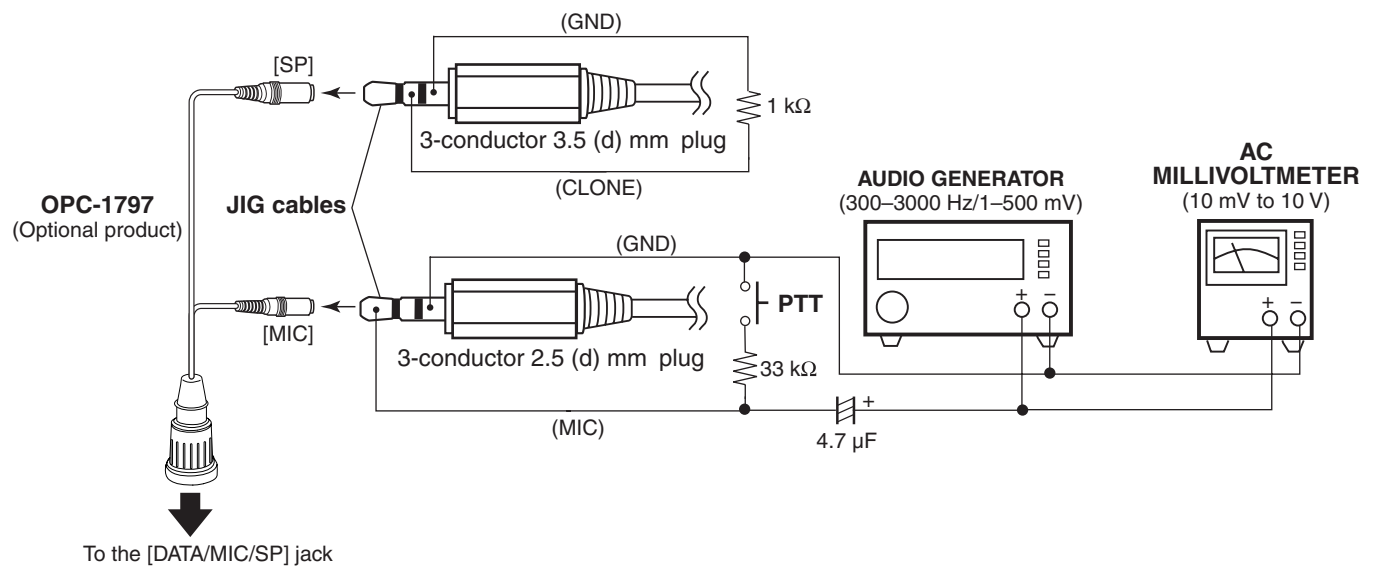 (GND)
[SP]
1 kΩ
3-conductor 3.5 (d) mm plug
(CLONE)
OPC-1797
(Optional product)
JIG cables
AUDIO GENERATOR
(300–3000 Hz/1–500 mV)
AC
MILLIVOLTMETER
(10 mV to 10 V)
(GND)
[MIC]
PTT
+ −
+ −
3-conductor 2.5 (d) mm plug
33 kΩ
(MIC)
+
4.7 µF
To the [DATA/MIC/SP] jack